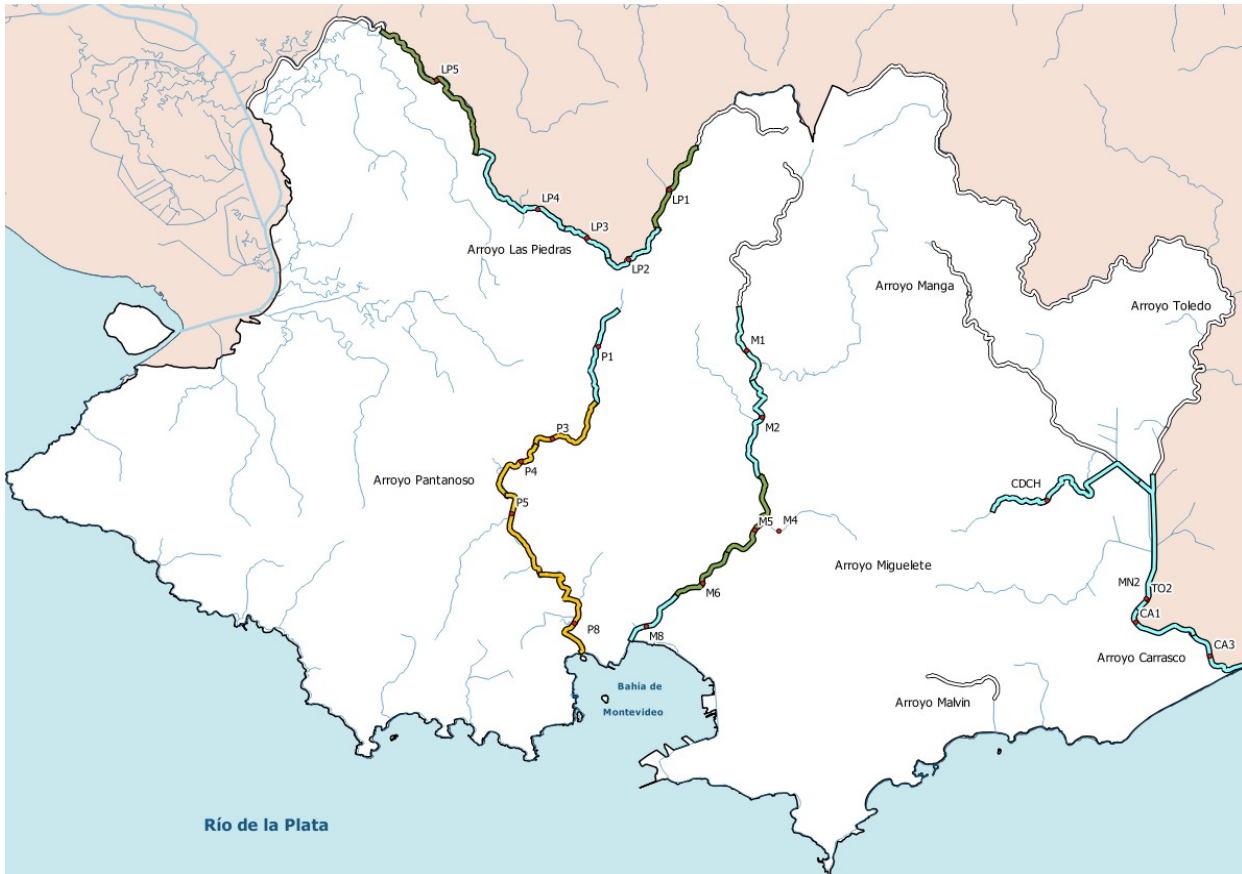 LP5
LP1
LP4
LP3
Arroyo Las Piedras
LP2
Arroyo Manga
Arroyo Toledo
P1
M1
M2
P3
P4
Arroyo Pantanoso
CDCH
P5
M5
M4
Arroyo Miguelete
MN2
TO2
M6
CA1
P8
M8
CA3
Arroyo Carrasco
Bahía de
Montevideo
Arroyo Malvin
Río de la Plata